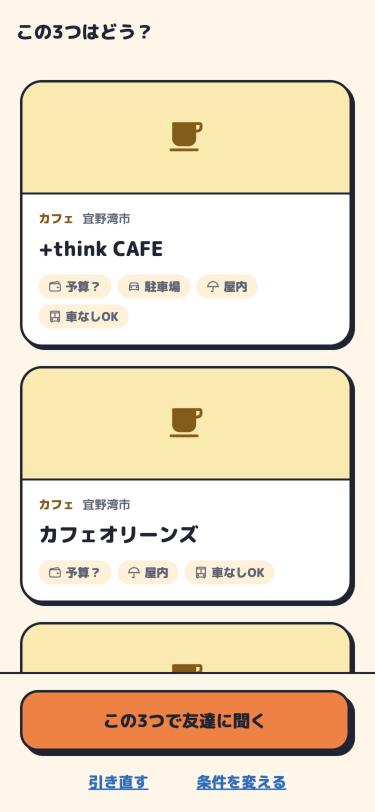 この3つはどう？
カフェ 宜野湾市
+think CAFE
予算？ 駐車場 屋内
車なしOK
カフェ 宜野湾市
カフェオリーンズ
予算？ 屋内 車なしOK
この3つで友達に聞く
引き直す 条件を変える